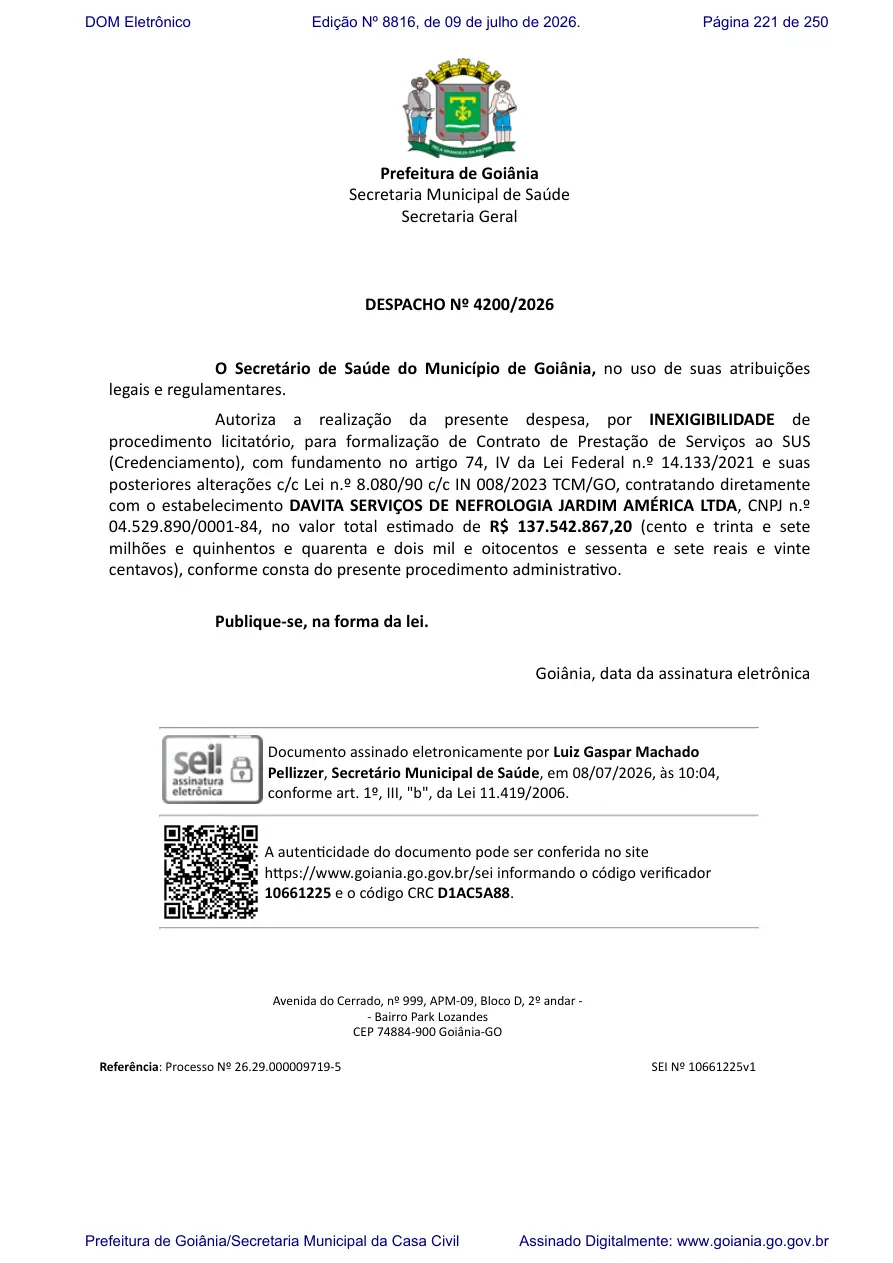 DOM Eletrônico Edição Nº 8816, de 09 de julho de 2026. Página 221 de 250
PELA GRANDEZA DA PÁTRIA
Prefeitura de Goiânia
Secretaria Municipal de Saúde
Secretaria Geral
DESPACHO Nº 4200/2026
O Secretário de Saúde do Município de Goiânia, no uso de suas atribuições
legais e regulamentares.
Autoriza a realização da presente despesa, por INEXIGIBILIDADE de
procedimento licitatório, para formalização de Contrato de Prestação de Serviços ao SUS
(Credenciamento), com fundamento no artigo 74, IV da Lei Federal n.º 14.133/2021 e suas
posteriores alterações c/c Lei n.º 8.080/90 c/c IN 008/2023 TCM/GO, contratando diretamente
com o estabelecimento DAVITA SERVIÇOS DE NEFROLOGIA JARDIM AMÉRICA LTDA, CNPJ n.º
04.529.890/0001-84, no valor total estimado de R$ 137.542.867,20 (cento e trinta e sete
milhões e quinhentos e quarenta e dois mil e oitocentos e sessenta e sete reais e vinte
centavos), conforme consta do presente procedimento administrativo.
Publique-se, na forma da lei.
Goiânia, data da assinatura eletrônica
sei!
assinatura
eletrônica
Documento assinado eletronicamente por Luiz Gaspar Machado
Pellizzer, Secretário Municipal de Saúde, em 08/07/2026, às 10:04,
conforme art. 1º, III, "b", da Lei 11.419/2006.
A autenticidade do documento pode ser conferida no site
https://www.goiania.go.gov.br/sei informando o código verificador
10661225 e o código CRC D1AC5A88.
Avenida do Cerrado, nº 999, APM-09, Bloco D, 2º andar -
- Bairro Park Lozandes
CEP 74884-900 Goiânia-GO
Referência: Processo Nº 26.29.000009719-5 SEI Nº 10661225v1
Prefeitura de Goiânia/Secretaria Municipal da Casa Civil Assinado Digitalmente: www.goiania.go.gov.br